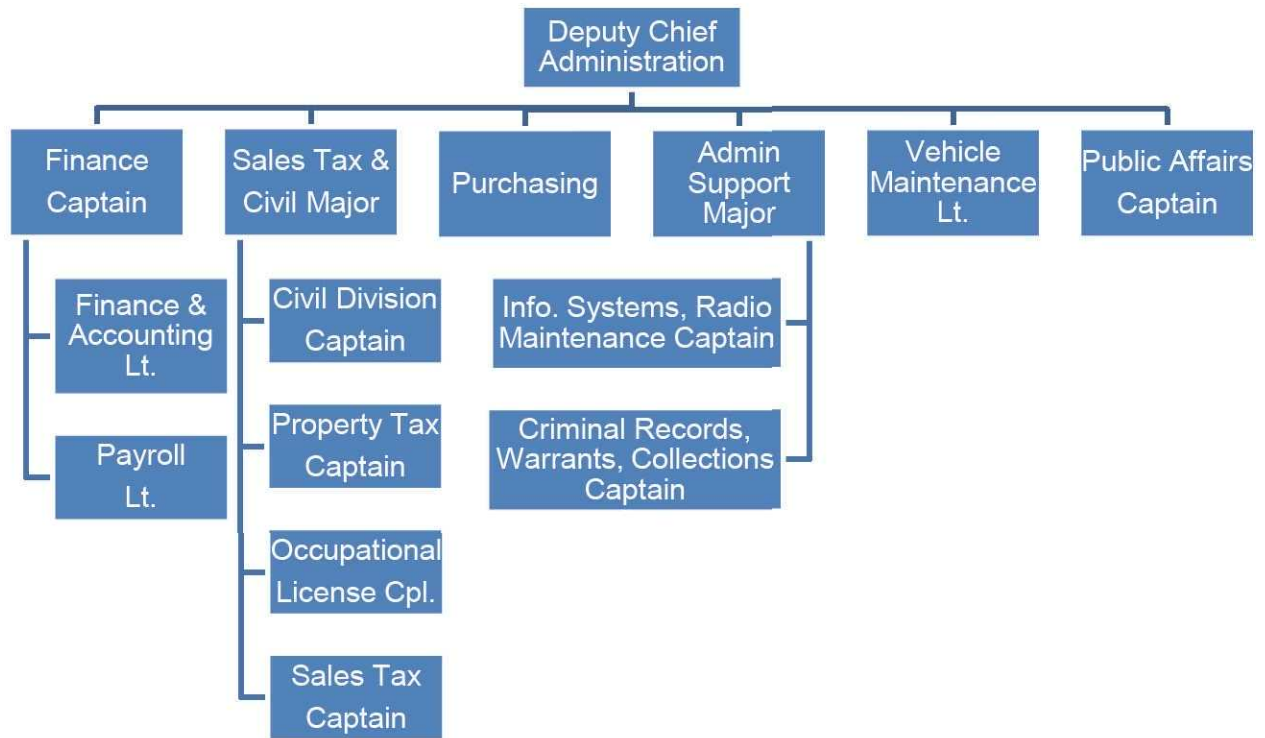 Deputy Chief
Administration
Finance
Captain
Sales Tax &
Civil Major
Purchasing
Admin
Support
Major
Vehicle
Maintenance
Lt.
Public Affairs
Captain
Finance &
Accounting
Lt.
Payroll
Lt.
Civil Division
Captain
Property Tax
Captain
Occupational
License Cpl.
Sales Tax
Captain
Info. Systems, Radio
Maintenance Captain
Criminal Records,
Warrants, Collections
Captain